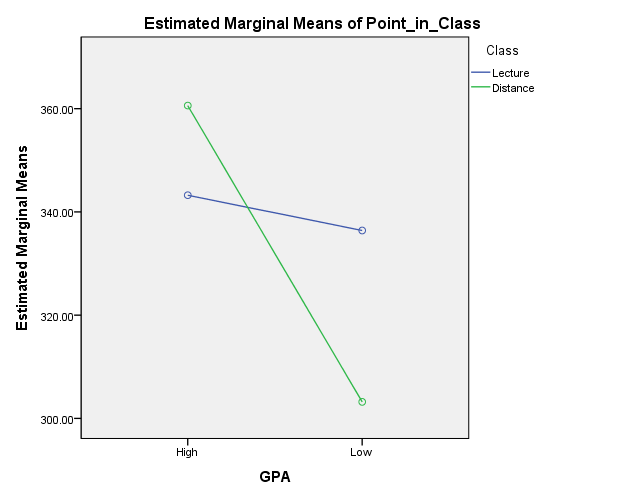 Estimated Marginal Means of Point_in_Class
Class
Lecture
Distance
Estimated Marginal Means
360.00
340.00
320.00
300.00
High
Low
GPA